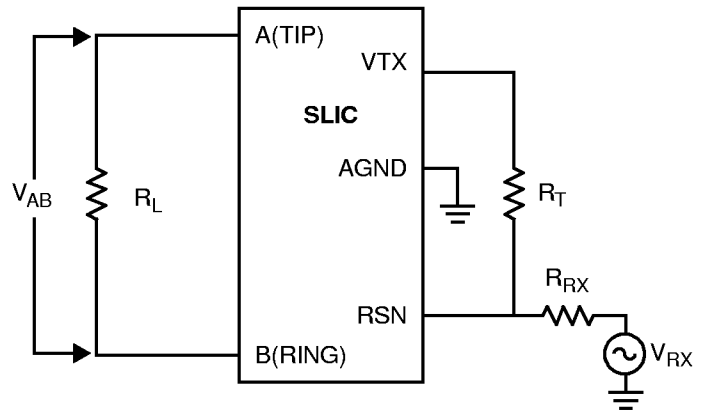 A(TIP)
VTX
SLIC
AGND
V_AB
R_L
R_T
R_RX
RSN
V_RX
B(RING)